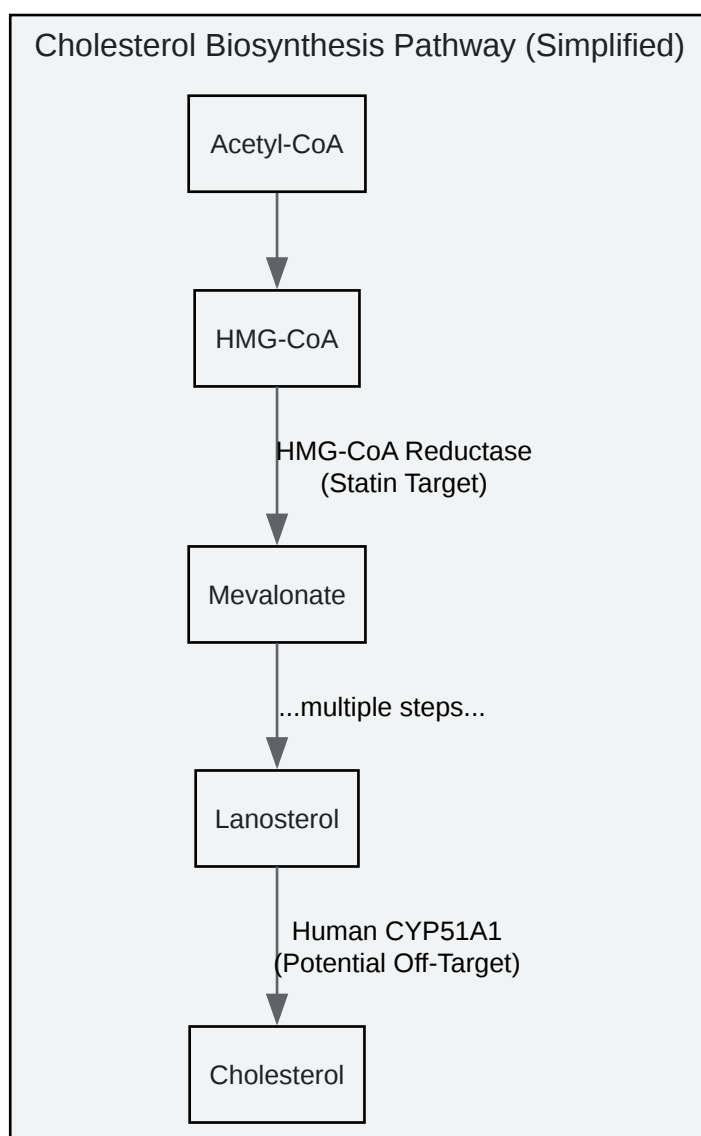 Cholesterol Biosynthesis Pathway (Simplified)
Acetyl-CoA
HMG-CoA
HMG-CoA Reductase
(Statin Target)
Mevalonate
...multiple steps...
Lanosterol
Human CYP51A1
(Potential Off-Target)
Cholesterol